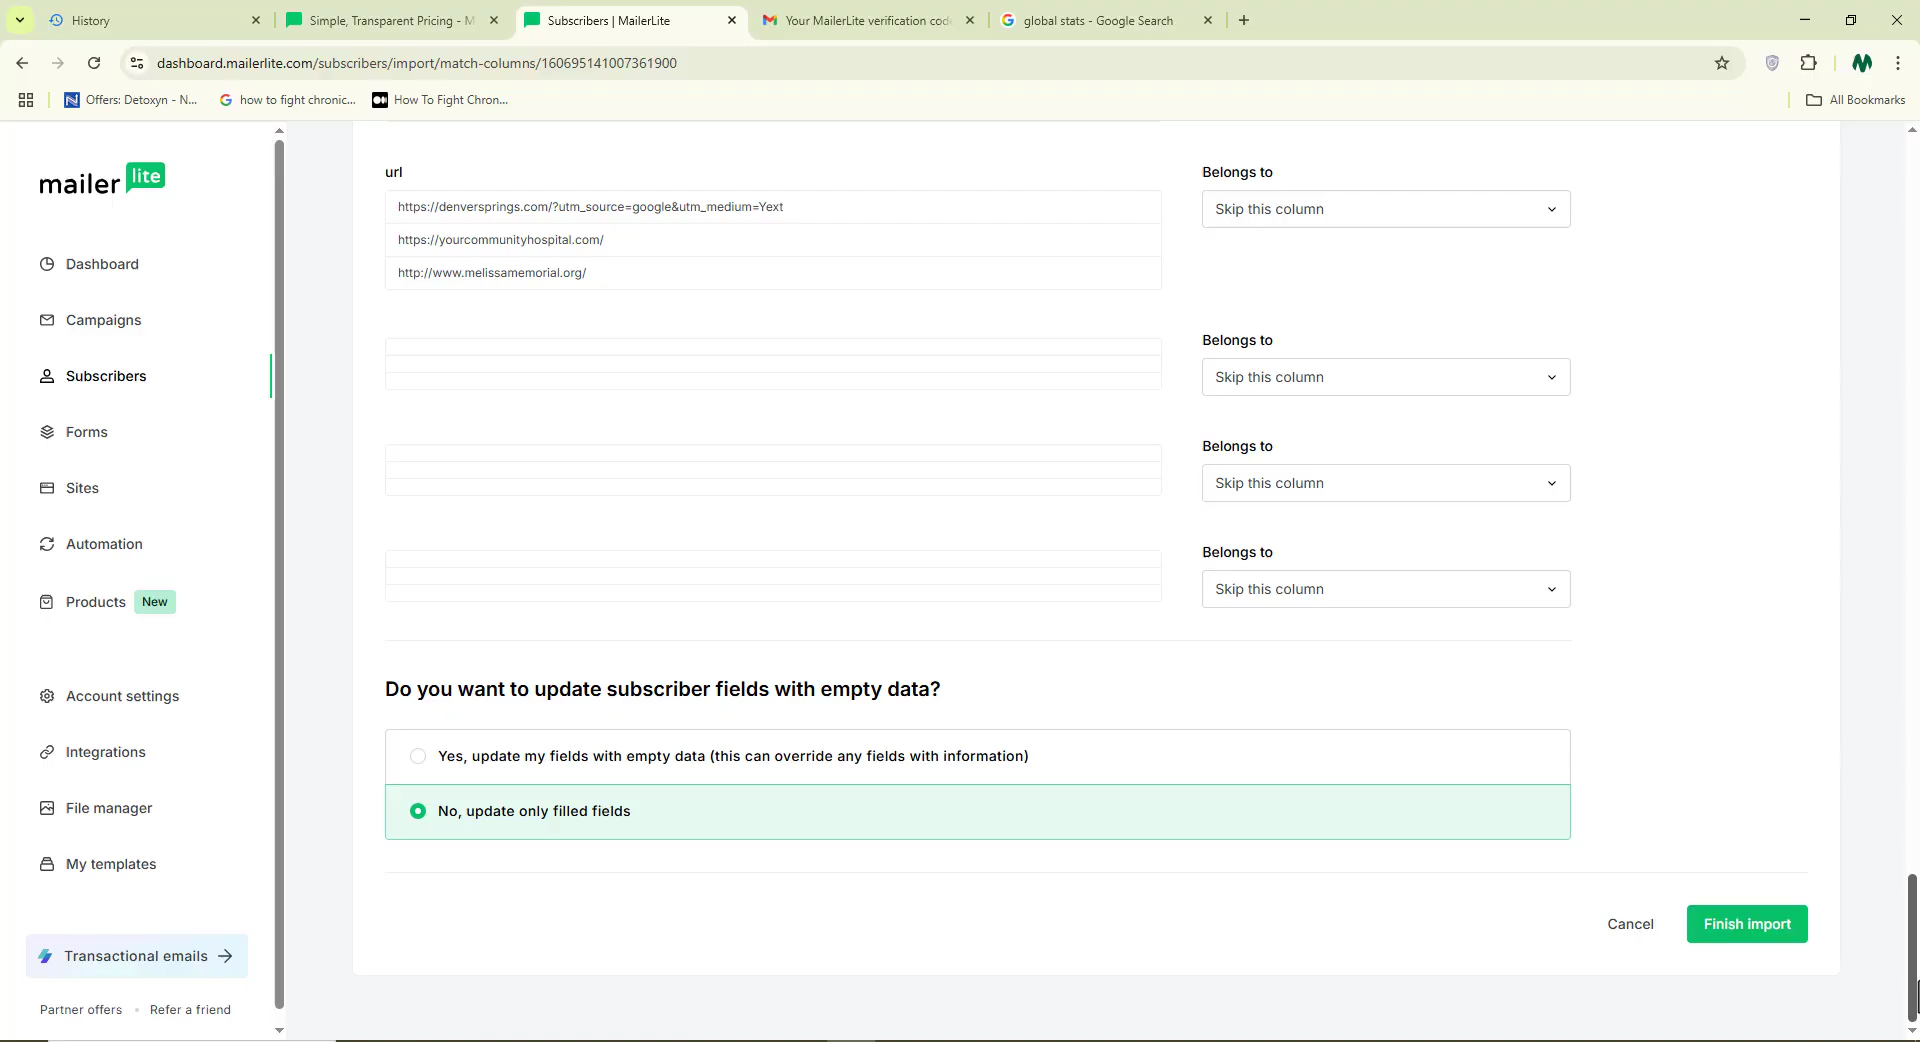 History
Simple, Transparent Pricing - M
Subscribers | MailerLite
Your MailerLite verification code
global stats - Google Search
dashboard.mailerlite.com/subscribers/import/match-columns/160695141007361900
Offers: Detoxyn - N...
how to fight chronic...
How To Fight Chron...
All Bookmarks
mailer lite
Dashboard
Campaigns
Subscribers
Forms
Sites
Automation
Products New
Account settings
Integrations
File manager
My templates
Transactional emails
Partner offers • Refer a friend
url
Belongs to
https://denversprings.com/?utm_source=google&utm_medium=Yext
Skip this column
https://yourcommunityhospital.com/
http://www.melissamemorial.org/
Belongs to
Skip this column
Belongs to
Skip this column
Belongs to
Skip this column
Do you want to update subscriber fields with empty data?
Yes, update my fields with empty data (this can override any fields with information)
No, update only filled fields
Cancel
Finish import